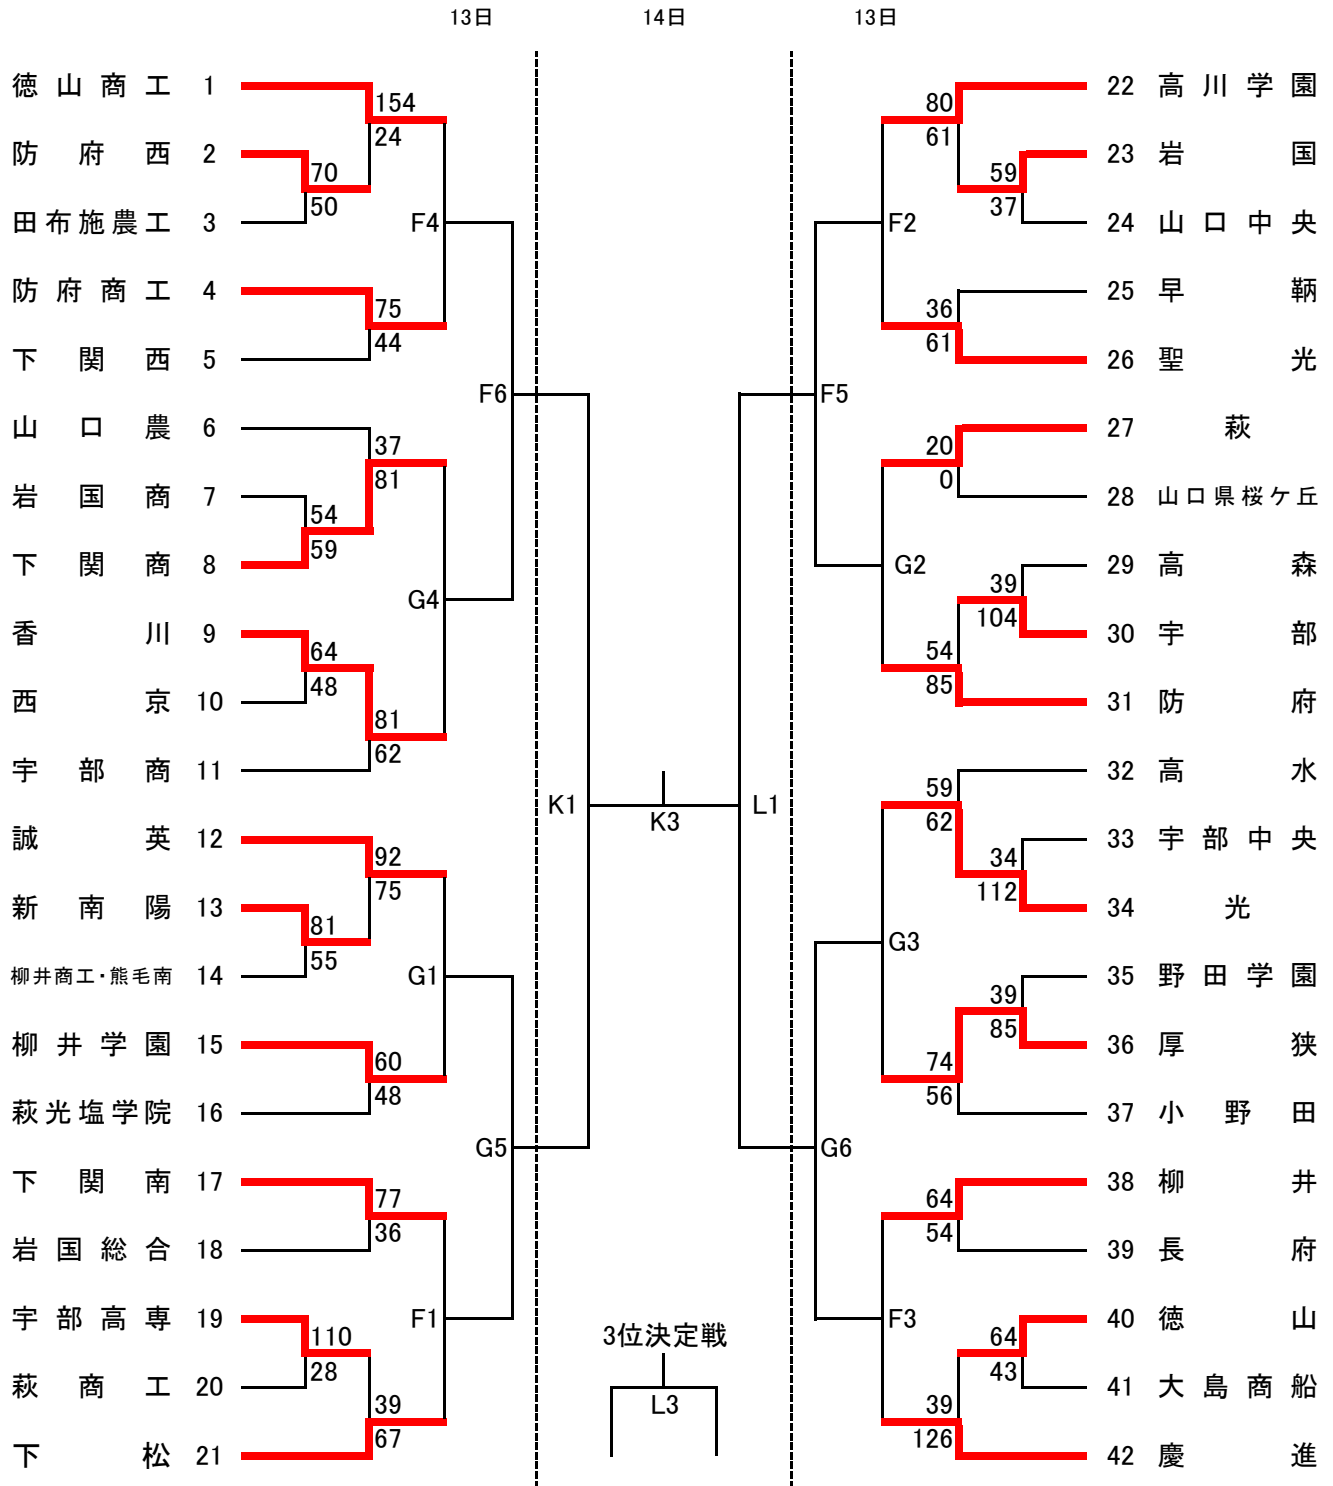 13日 14日 13日
徳山商工 1
154
24
防府西 2
70
50
田布施農工 3
F4
防府商工 4
75
44
下関西 5
F6
山口農 6
37
81
岩国商 7
54
59
下関商 8
G4
香川 9
64
48
西京 10
81
62
宇部商 11
K1
誠英 12
92
75
新南陽 13
81
55
柳井商工・熊毛南 14
G1
柳井学園 15
60
48
萩光塩学院 16
G5
下関南 17
77
36
岩国総合 18
宇部高専 19
F1
110
28
萩商工 20
39
67
下松 21
K3
3位決定戦
L3
22 高川学園
80
61
23 岩国
59
37
24 山口中央
F2
25 早鞆
36
61
26 聖光
F5
27 萩
20
0
28 山口県桜ケ丘
G2
29 高森
39
104
30 宇部
54
85
31 防府
L1
32 高水
59
62
33 宇部中央
34
112
34 光
G3
35 野田学園
39
85
36 厚狭
74
56
37 小野田
G6
38 柳井
64
54
39 長府
F3
40 徳山
64
43
41 大島商船
39
126
42 慶進